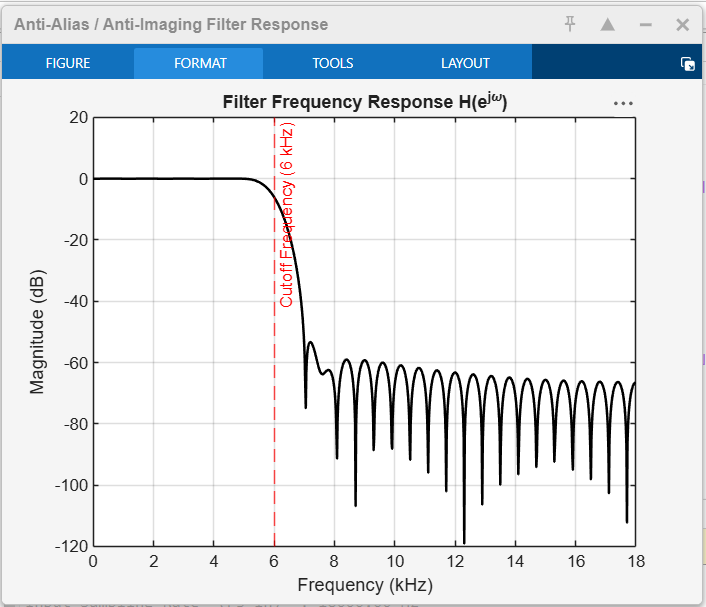 Anti-Alias / Anti-Imaging Filter Response
FIGURE FORMAT TOOLS LAYOUT
Filter Frequency Response H(e^jω)
Cutoff Frequency (6 kHz)
Magnitude (dB)
20
0
-20
-40
-60
-80
-100
-120
0 2 4 6 8 10 12 14 16 18
Frequency (kHz)